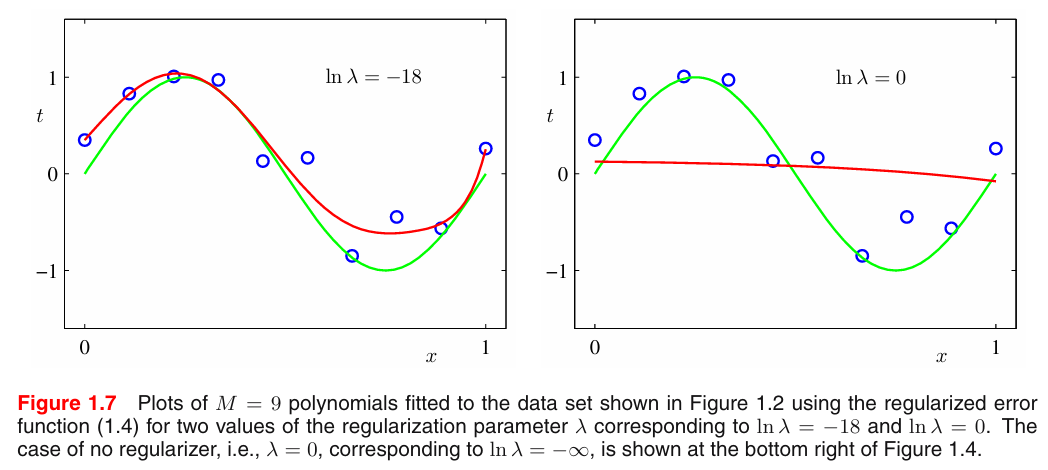 ln λ = −18
1
t
0
−1
0
x
1
ln λ = 0
1
t
0
−1
0
x
1
Figure 1.7 Plots of M = 9 polynomials fitted to the data set shown in Figure 1.2 using the regularized error
function (1.4) for two values of the regularization parameter λ corresponding to ln λ = −18 and ln λ = 0. The
case of no regularizer, i.e., λ = 0, corresponding to ln λ = −∞, is shown at the bottom right of Figure 1.4.